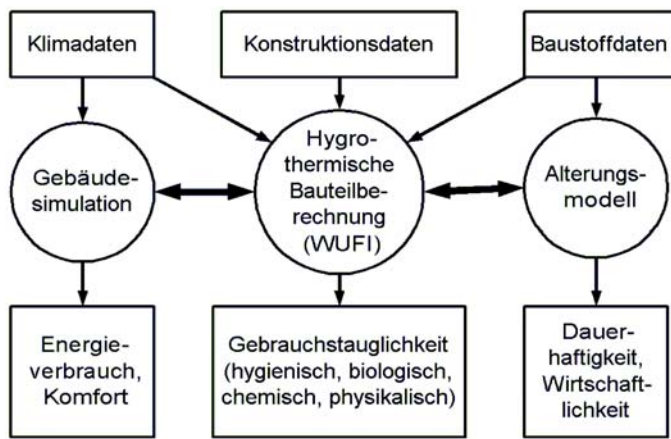 Klimadaten
Konstruktionsdaten
Baustoffdaten
Gebäude-
simulation
Hygro-
thermische
Bauteilbe-
rechnung
(WUFI)
Alterungs-
modell
Energie-
verbrauch,
Komfort
Gebrauchstauglichkeit
(hygienisch, biologisch,
chemisch, physikalisch)
Dauer-
haftigkeit,
Wirtschaft-
lichkeit